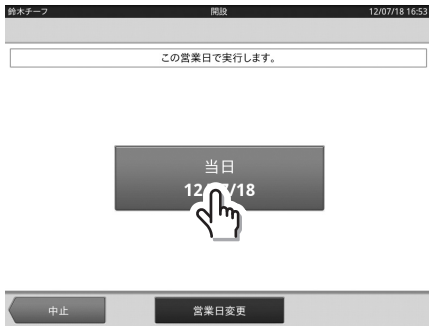 鈴木チーフ 開設 12/07/18 16:53
この営業日で実行します。
当日
12/07/18
中止 営業日変更